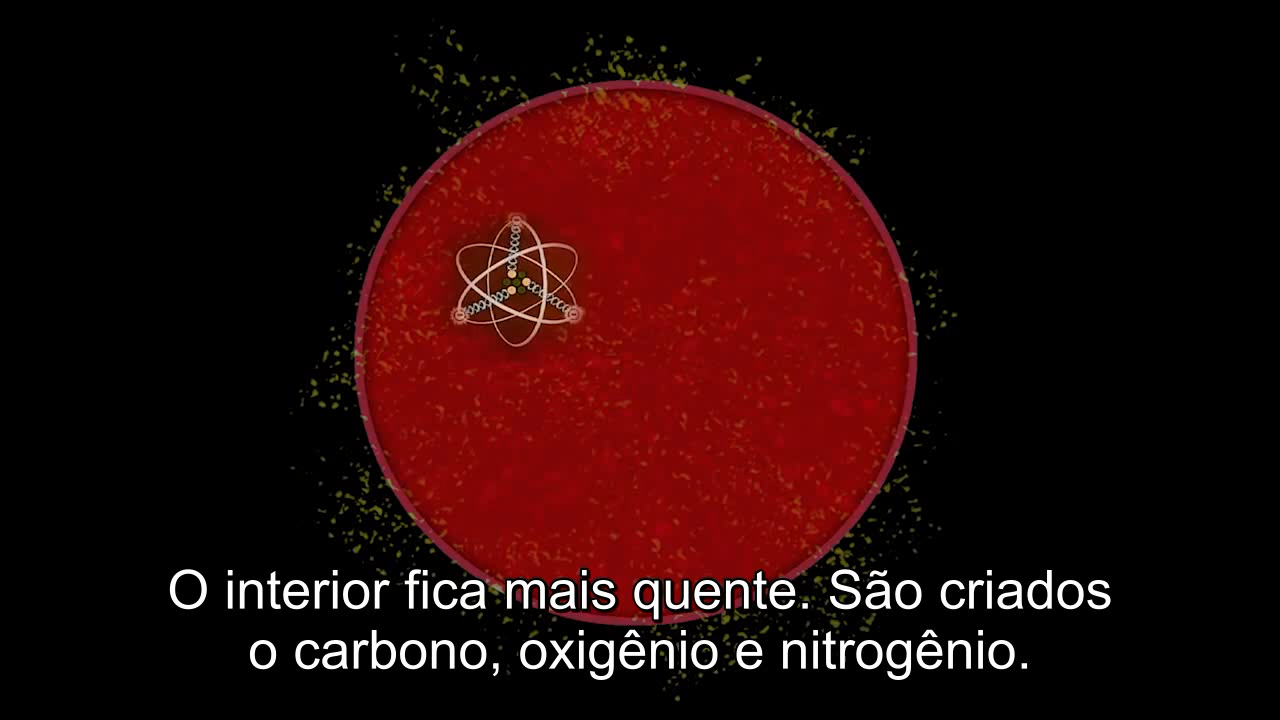 O interior fica mais quente. São criados
o carbono, oxigênio e nitrogênio.